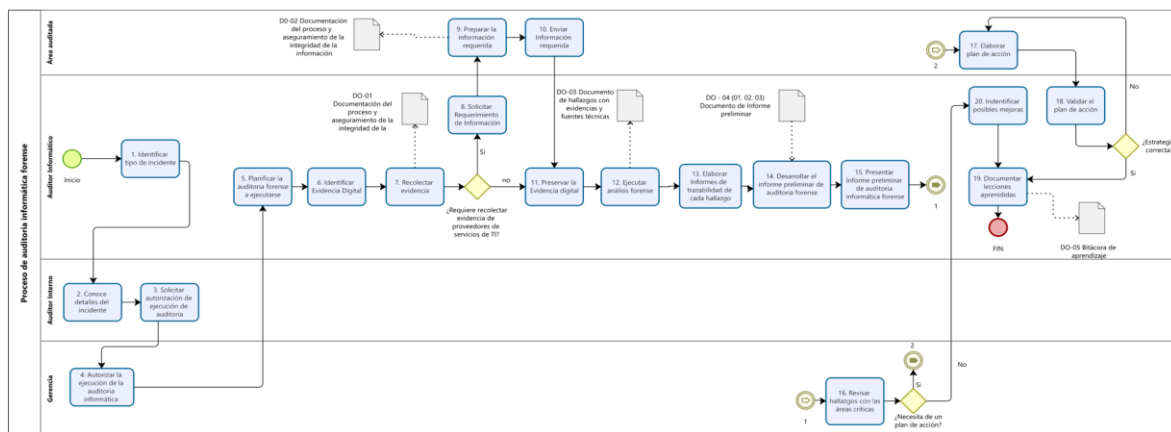 Proceso de auditoria informática forense
Área auditada
D0-02 Documentación
del proceso y
aseguramiento de la
integridad de la
información
9. Preparar la
información
requerida
10. Enviar
Información
requerida
2
17. Elaborar
plan de acción
Auditor Informático
Inicio
1. Identificar
tipo de incidente
5. Planificar la
auditoria forense
a ejecutarse
6. Identificar
Evidencia Digital
DO-01
Documentación del
proceso y
aseguramiento de la
integridad de la
7. Recolectar
evidencia
8. Solicitar
Requerimiento
de Información
Si
no
¿Requiere recolectar
evidencia de
proveedores de
servicios de TI?
11. Preservar la
Evidencia digital
DO-03 Documento
de hallazgos con
evidencias y
fuentes técnicas
12. Ejecutar
análisis forense
13. Elaborar
Informes de
trazabilidad de
cada hallazgo
DO - 04 (01. 02. 03)
Documento de Informe
preliminar
14. Desarrollar el
informe preliminar de
auditoría forense
15. Presentar
Informe preliminar
de auditoría
informática forense
1
20. Indentificar
posibles mejoras
18. Validar el
plan de acción
No
¿Estrategi
correcta
Si
19. Documentar
lecciones
aprendidas
FIN
DO-05 Bitácora de
aprendizaje
Auditor Interno
2. Conoce
detalles del
incidente
3. Solicitar
autorización de
ejecución de
auditoria
Gerencia
4. Autorizar la
ejecución de la
auditoria
informática
1
16. Revisar
hallazgos con las
áreas críticas
2
Si
No
¿Necesita de un
plan de acción?